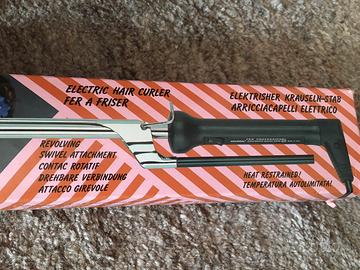 ELECTRIC HAIR CURLER
FER A FRISER
ELEKTRISHER KRAUSELN-STAB
ARRICCIACAPELLI ELETTRICO
REVOLVING
SWIVEL ATTACHMENT
CONTAC ROTATIF
DREHBARE VERBINDUNG
ATTACCO GIREVOLE
HEAT RESTRAINED!
TEMPERATURA AUTOLIMITATA!